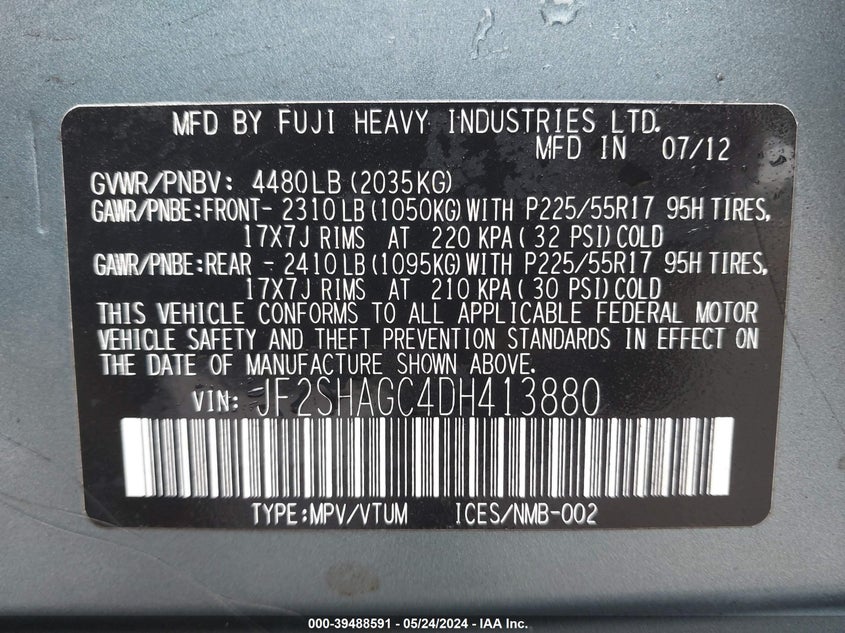 MFD BY FUJI HEAVY INDUSTRIES LTD.
MFD IN 07/12
GVWR/PNBV: 4480LB (2035KG)
GAWR/PNBE:FRONT- 2310LB (1050KG) WITH P225/55R17 95H TIRES,
17X7J RIMS AT 220 KPA ( 32 PSI) COLD
GAWR/PNBE:REAR - 2410LB (1095KG) WITH P225/55R17 95H TIRES,
17X7J RIMS AT 210 KPA ( 30 PSI) COLD
THIS VEHICLE CONFORMS TO ALL APPLICABLE FEDERAL MOTOR
VEHICLE SAFETY AND THEFT PREVENTION STANDARDS IN EFFECT ON
THE DATE OF MANUFACTURE SHOWN ABOVE.
VIN: JF2SHAGC4DH413880
TYPE:MPV/VTUM ICES/NMB-002
000-39488591 - 05/24/2024 - IAA Inc.